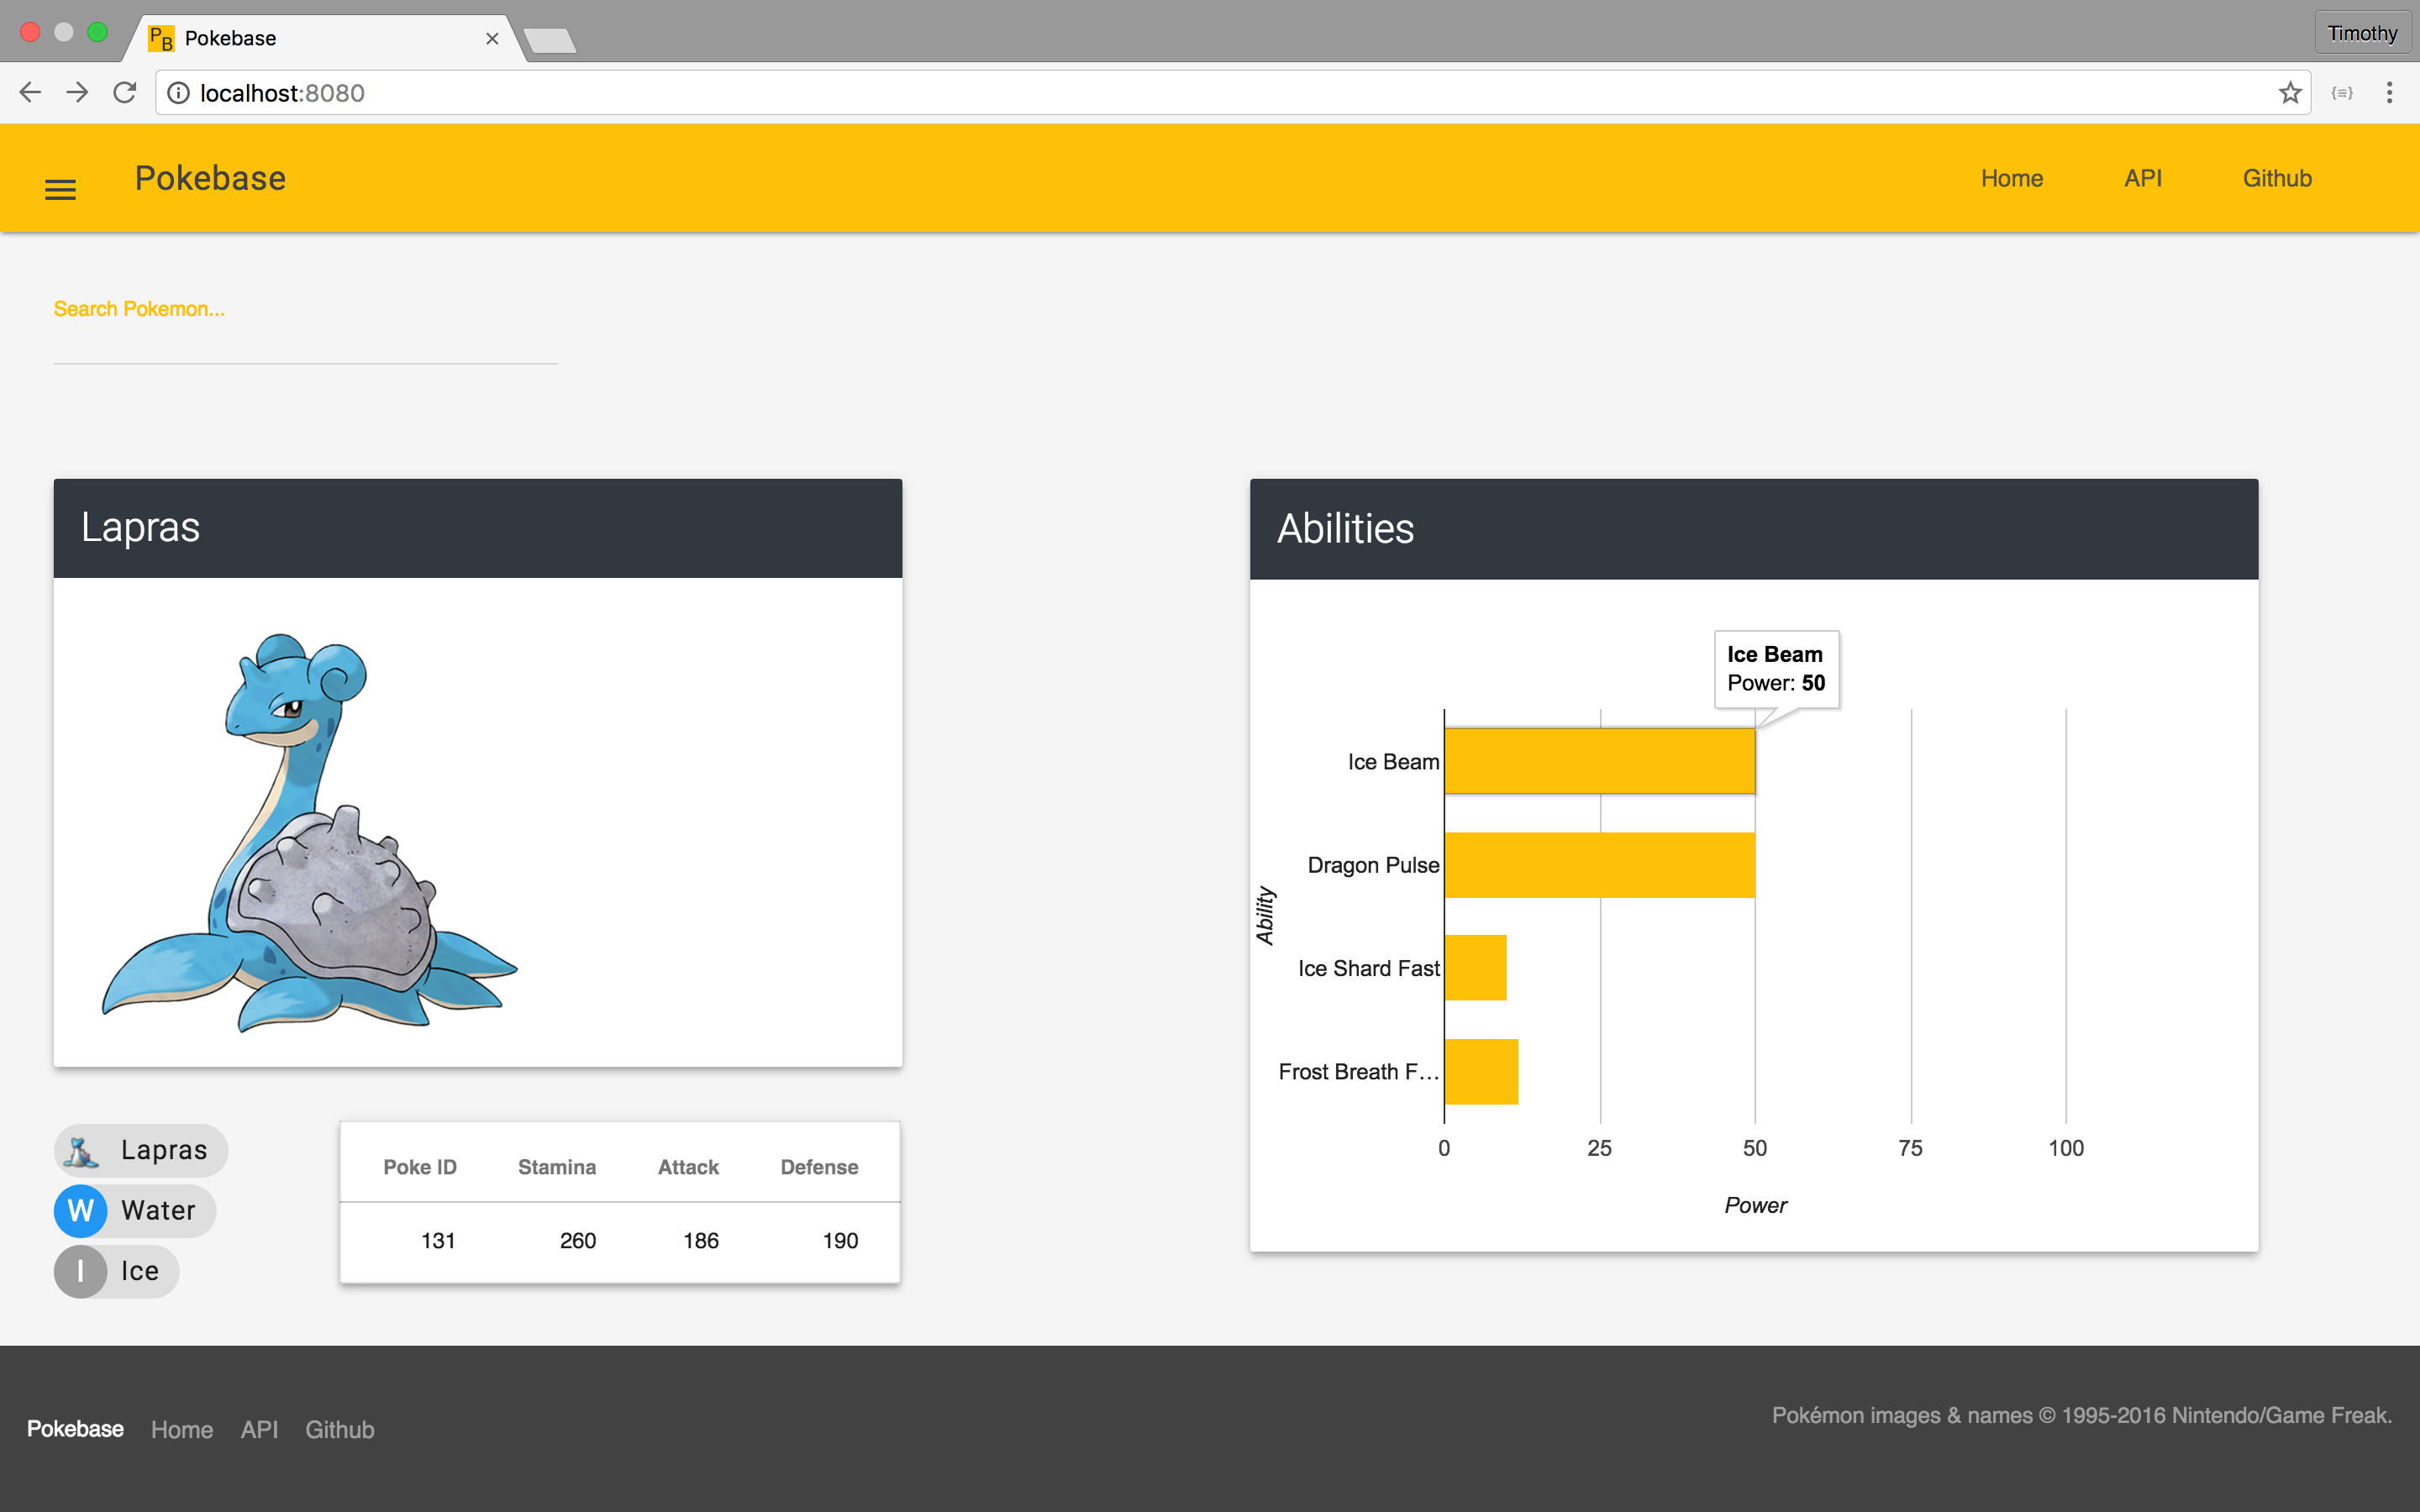 PB Pokebase
Timothy
localhost:8080
Pokebase
Home API Github
Search Pokemon...
Lapras
Abilities
Ice Beam
Power: 50
Ice Beam
Dragon Pulse
Ice Shard Fast
Frost Breath F...
Ability
0 25 50 75 100
Power
Lapras
W Water
I Ice
Poke ID Stamina Attack Defense
131 260 186 190
Pokebase Home API Github
Pokémon images & names © 1995-2016 Nintendo/Game Freak.